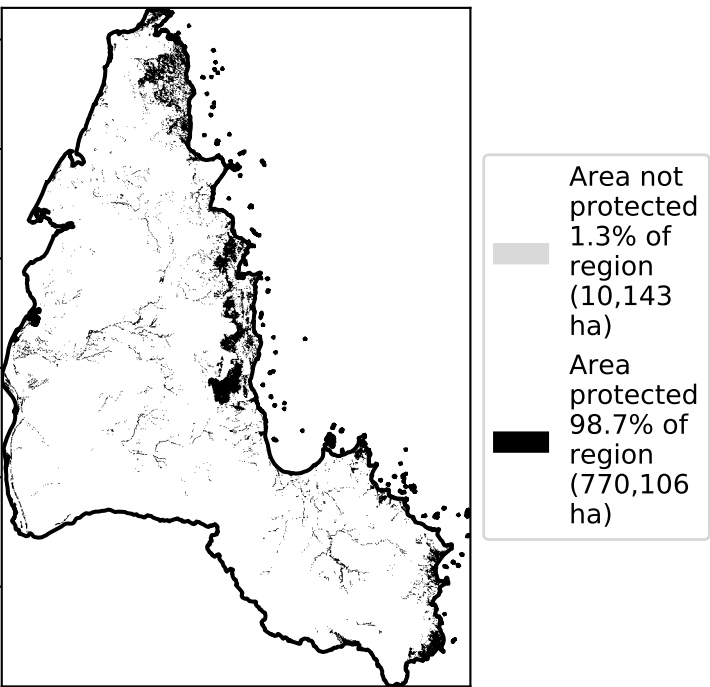 Area not
protected
1.3% of
region
(10,143
ha)
Area
protected
98.7% of
region
(770,106
ha)